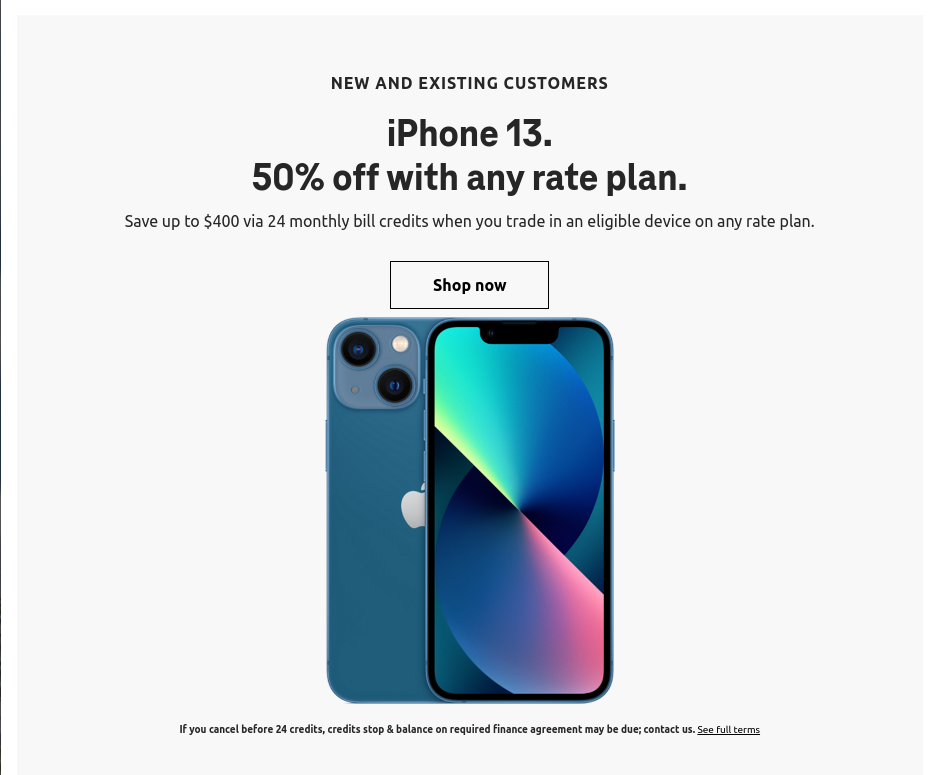 NEW AND EXISTING CUSTOMERS
iPhone 13.
50% off with any rate plan.
Save up to $400 via 24 monthly bill credits when you trade in an eligible device on any rate plan.
Shop now
If you cancel before 24 credits, credits stop & balance on required finance agreement may be due; contact us. See full terms